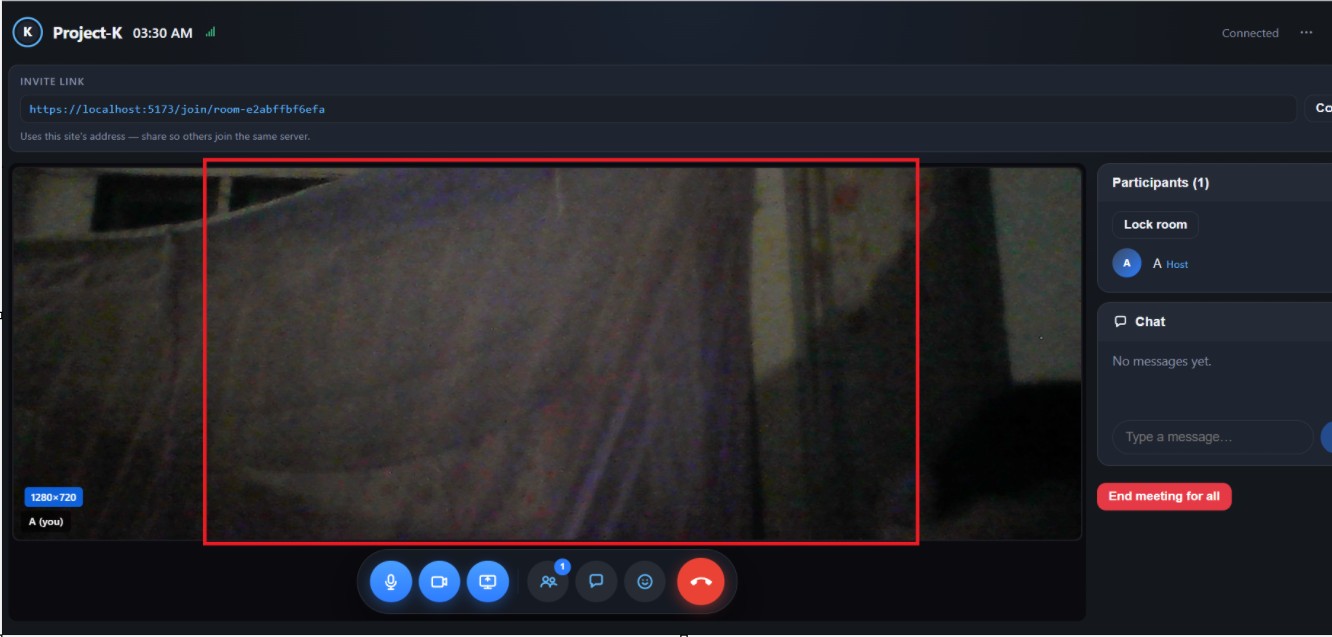 K Project-K 03:30 AM
Connected ...
INVITE LINK
https://localhost:5173/join/room-e2abffbf6efa
Co
Uses this site's address — share so others join the same server.
Participants (1)
Lock room
A A Host
Chat
No messages yet.
Type a message...
1280×720
A (you)
End meeting for all
1